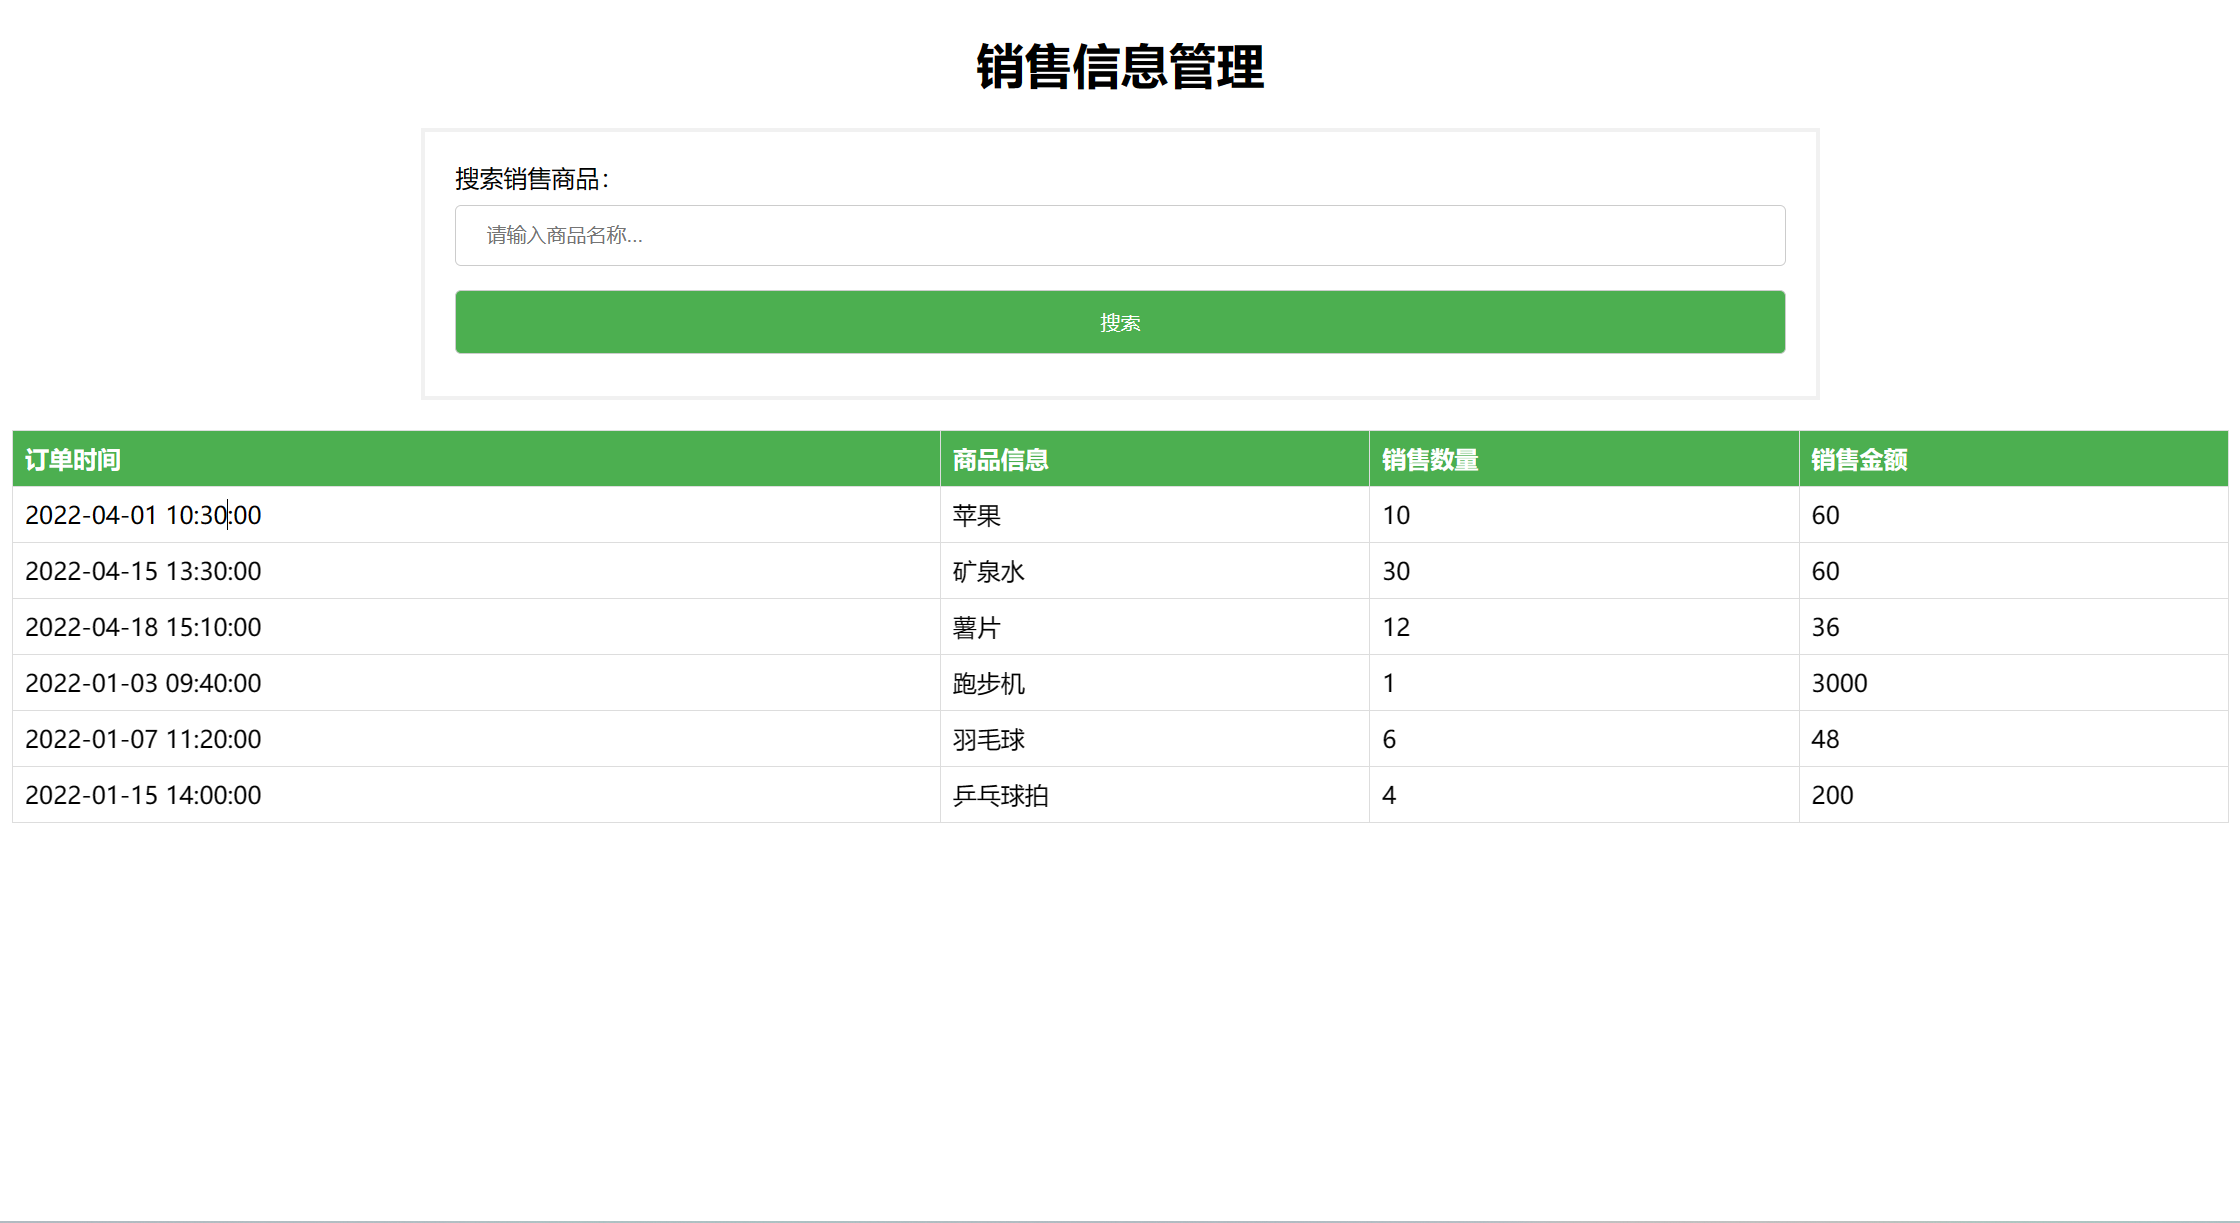 销售信息管理
搜索销售商品：
请输入商品名称...
搜索
订单时间 商品信息 销售数量 销售金额
2022-04-01 10:30:00 苹果 10 60
2022-04-15 13:30:00 矿泉水 30 60
2022-04-18 15:10:00 薯片 12 36
2022-01-03 09:40:00 跑步机 1 3000
2022-01-07 11:20:00 羽毛球 6 48
2022-01-15 14:00:00 乒乓球拍 4 200